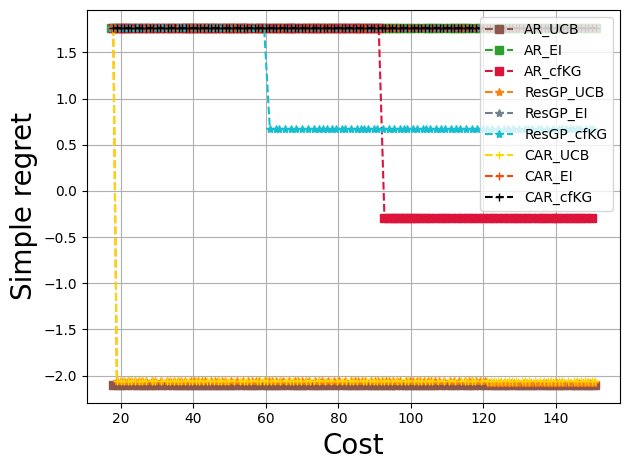 Simple regret
1.5
1.0
0.5
0.0
−0.5
−1.0
−1.5
−2.0
20
40
60
80
100
120
140
Cost
AR_UCB
AR_EI
AR_cfKG
ResGP_UCB
ResGP_EI
ResGP_cfKG
CAR_UCB
CAR_EI
CAR_cfKG